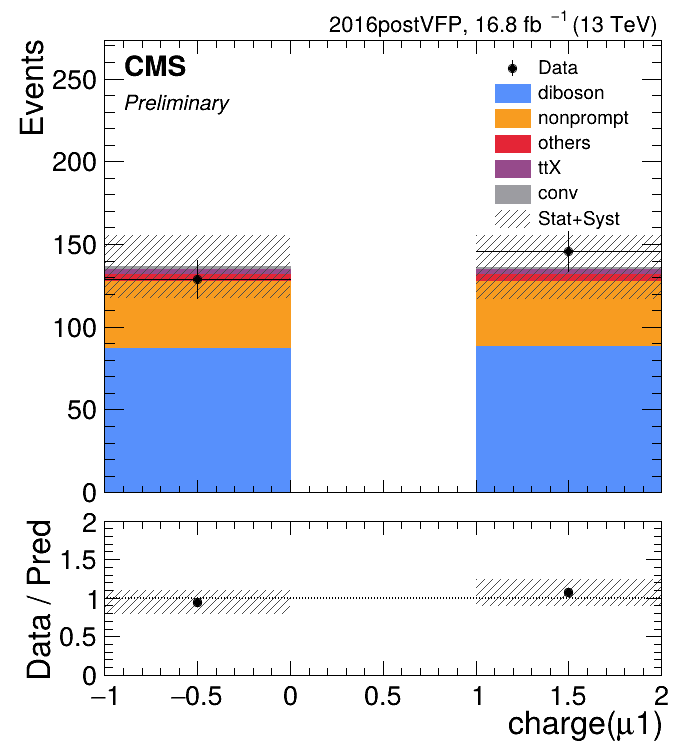 2016postVFP, 16.8 fb −1 (13 TeV)
Events
CMS
Preliminary
Data
diboson
nonprompt
others
ttX
conv
Stat+Syst
250
200
150
100
50
0
Data / Pred
2
1.5
1
0.5
0
−1 −0.5 0 0.5 1 1.5 2
charge(μ1)